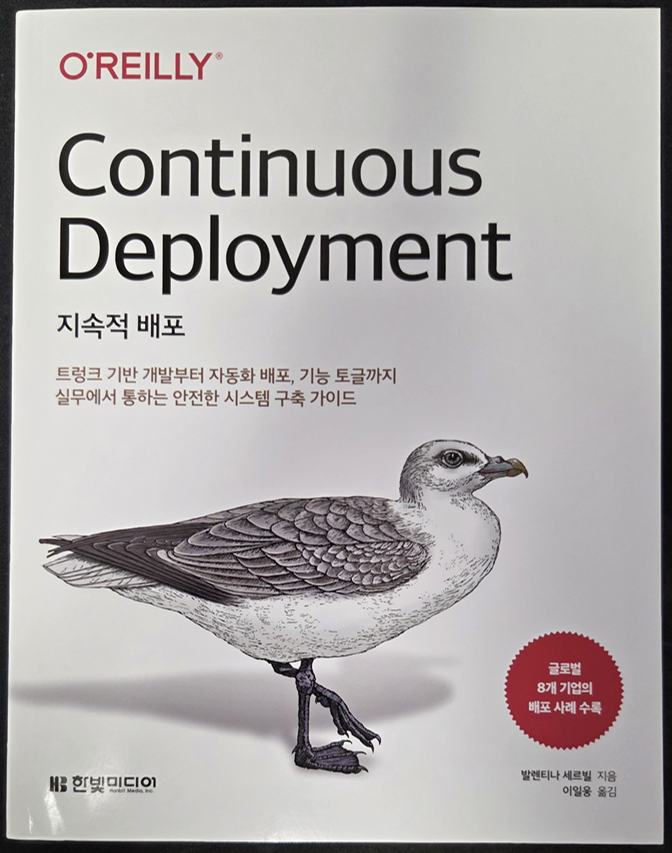 O'REILLY®
Continuous
Deployment
지속적 배포
트렁크 기반 개발부터 자동화 배포, 기능 토글까지
실무에서 통하는 안전한 시스템 구축 가이드
글로벌
8개 기업의
배포 사례 수록
HB 한빛미디어
Hanbit Media, Inc.
발렌티나 세르빌 지음
이일웅 옮김